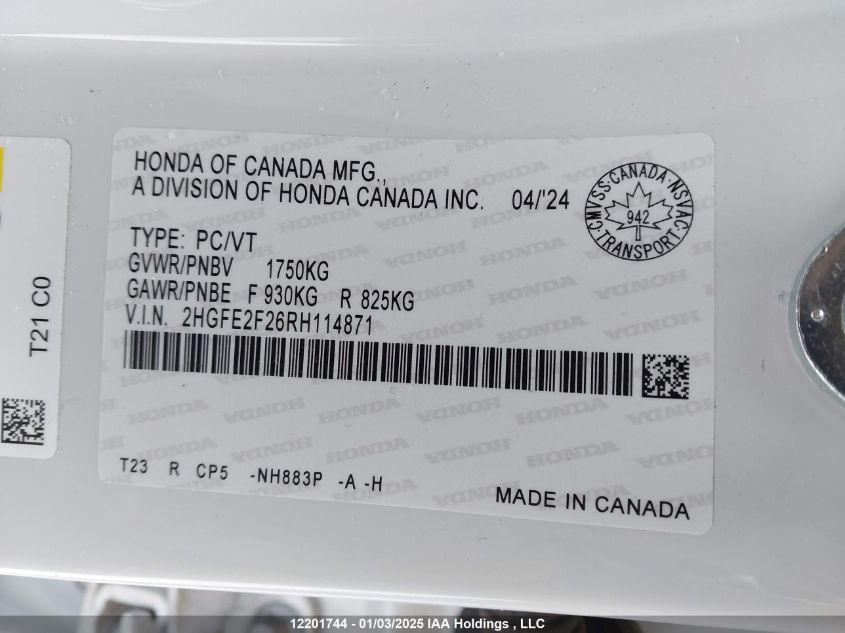 HONDA OF CANADA MFG.,
A DIVISION OF HONDA CANADA INC. 04/'24
TYPE: PC/VT
GVWR/PNBV 1750KG
GAWR/PNBE F 930KG R 825KG
V.I.N. 2HGFE2F26RH114871
CMVSS·CANADA·NSVAC·TRANSPORT·
942
T21 C0
T23 R CP5 -NH883P -A -H
MADE IN CANADA
12201744 - 01/03/2025 IAA Holdings , LLC